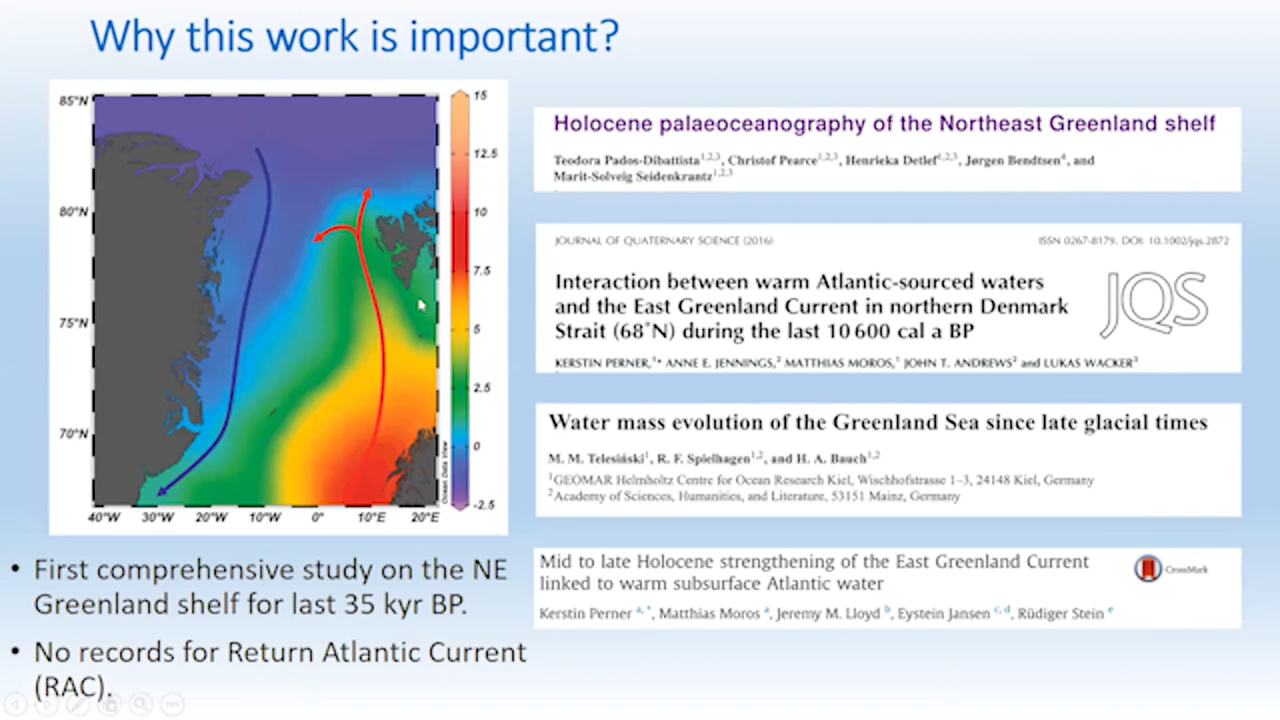 Why this work is important?
85°N
80°N
75°N
70°N
40°W 30°W 20°W 10°W 0° 10°E 20°E
15
12.5
10
7.5
5
2.5
0
-2.5
Ocean Data View
• First comprehensive study on the NE
Greenland shelf for last 35 kyr BP.
• No records for Return Atlantic Current
(RAC).
Holocene palaeoceanography of the Northeast Greenland shelf
Teodora Pados-Dibattista1,2,3, Christof Pearce1,2,3, Henrieka Detlef1,2,3, Jørgen Bendtsen4, and
Marit-Solveig Seidenkrantz1,2,3
JOURNAL OF QUATERNARY SCIENCE (2016) ISSN 0267-8179. DOI: 10.1002/jqs.2872
Interaction between warm Atlantic-sourced waters
and the East Greenland Current in northern Denmark
Strait (68°N) during the last 10 600 cal a BP
JQS
KERSTIN PERNER,1* ANNE E. JENNINGS,2 MATTHIAS MOROS,1 JOHN T. ANDREWS2 and LUKAS WACKER3
Water mass evolution of the Greenland Sea since late glacial times
M. M. Telesiński1, R. F. Spielhagen1,2, and H. A. Bauch1,2
1GEOMAR Helmholtz Centre for Ocean Research Kiel, Wischhofstrasse 1–3, 24148 Kiel, Germany
2Academy of Sciences, Humanities, and Literature, 53151 Mainz, Germany
Mid to late Holocene strengthening of the East Greenland Current
linked to warm subsurface Atlantic water
CrossMark
Kerstin Perner a,*, Matthias Moros a, Jeremy M. Lloyd b, Eystein Jansen c,d, Rüdiger Stein e